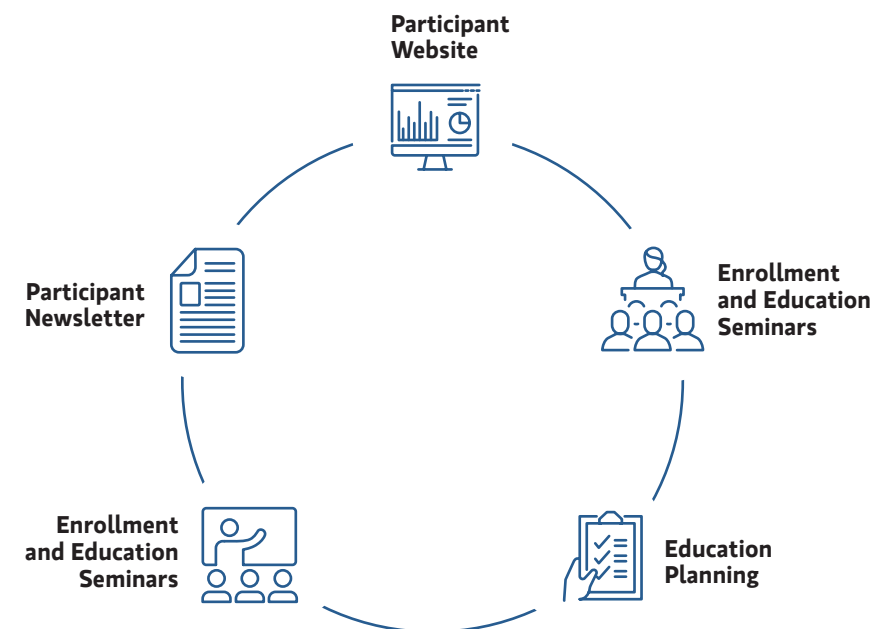 Participant
Website
Enrollment
and Education
Seminars
Education
Planning
Enrollment
and Education
Seminars
Participant
Newsletter